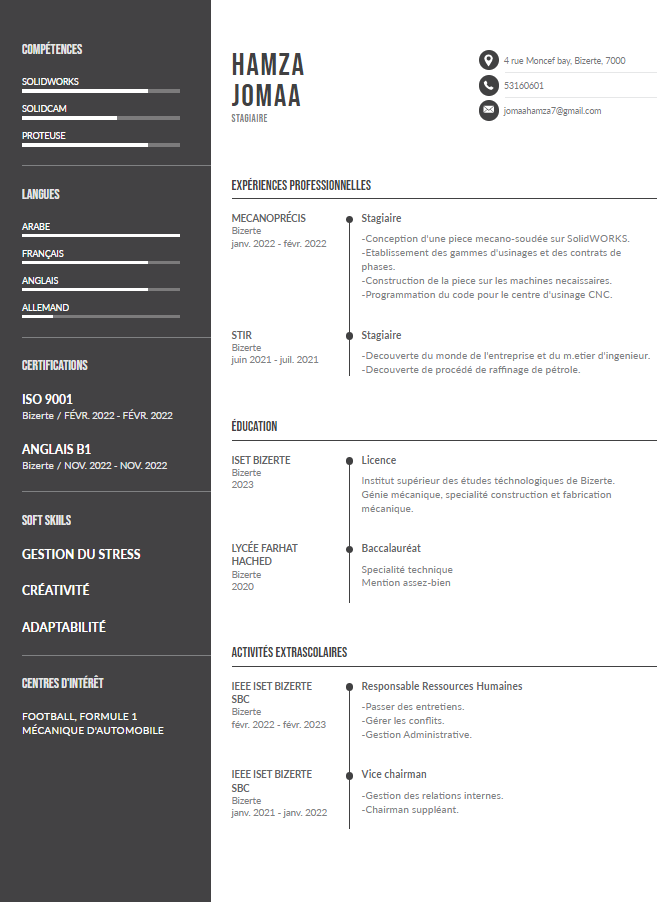 COMPÉTENCES
SOLIDWORKS
SOLIDCAM
PROTEUSE
LANGUES
ARABE
FRANÇAIS
ANGLAIS
ALLEMAND
CERTIFICATIONS
ISO 9001
Bizerte / FÉVR. 2022 - FÉVR. 2022
ANGLAIS B1
Bizerte / NOV. 2022 - NOV. 2022
SOFT SKIILS
GESTION DU STRESS
CRÉATIVITÉ
ADAPTABILITÉ
CENTRES D'INTÉRÊT
FOOTBALL, FORMULE 1
MÉCANIQUE D'AUTOMOBILE
HAMZA
JOMAA
STAGIAIRE
4 rue Moncef bay, Bizerte, 7000
53160601
jomaahamza7@gmail.com
EXPÉRIENCES PROFESSIONNELLES
MECANOPRÉCIS
Bizerte
janv. 2022 - févr. 2022
Stagiaire
-Conception d'une piece mecano-soudée sur SolidWORKS.
-Etablissement des gammes d'usinages et des contrats de
phases.
-Construction de la piece sur les machines necaissaires.
-Programmation du code pour le centre d'usinage CNC.
STIR
Bizerte
juin 2021 - juil. 2021
Stagiaire
-Decouverte du monde de l'entreprise et du m.etier d'ingenieur.
-Decouverte de procédé de raffinage de pétrole.
ÉDUCATION
ISET BIZERTE
Bizerte
2023
Licence
Institut supérieur des études téchnologiques de Bizerte.
Génie mécanique, specialité construction et fabrication
mécanique.
LYCÉE FARHAT
HACHED
Bizerte
2020
Baccalauréat
Specialité technique
Mention assez-bien
ACTIVITÉS EXTRASCOLAIRES
IEEE ISET BIZERTE
SBC
Bizerte
févr. 2022 - févr. 2023
Responsable Ressources Humaines
-Passer des entretiens.
-Gérer les conflits.
-Gestion Administrative.
IEEE ISET BIZERTE
SBC
Bizerte
janv. 2021 - janv. 2022
Vice chairman
-Gestion des relations internes.
-Chairman suppléant.